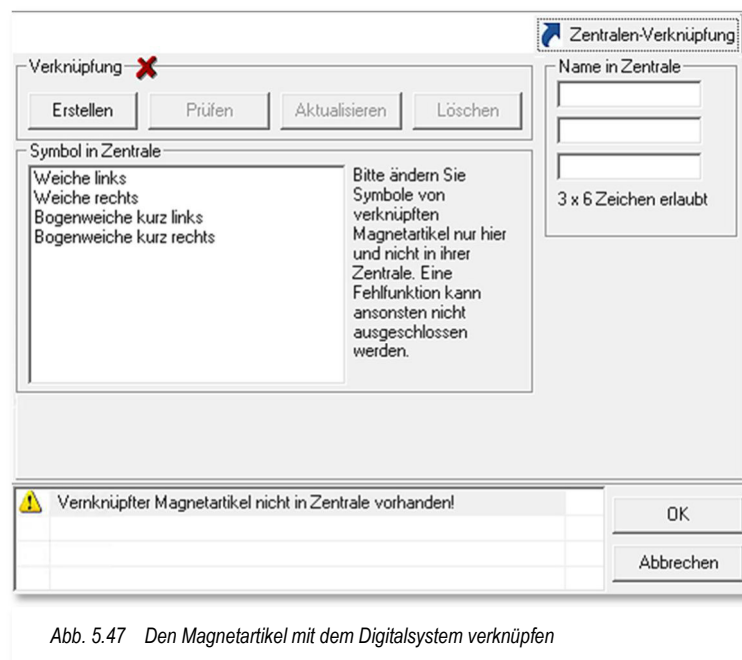 Zentralen-Verknüpfung
Verknüpfung
Erstellen
Prüfen
Aktualisieren
Löschen
Name in Zentrale
3 x 6 Zeichen erlaubt
Symbol in Zentrale
Weiche links
Weiche rechts
Bogenweiche kurz links
Bogenweiche kurz rechts
Bitte ändern Sie
Symbole von
verknüpften
Magnetartikel nur hier
und nicht in ihrer
Zentrale. Eine
Fehlfunktion kann
ansonsten nicht
ausgeschlossen
werden.
Vernknüpfter Magnetartikel nicht in Zentrale vorhanden!
OK
Abbrechen
Abb. 5.47 Den Magnetartikel mit dem Digitalsystem verknüpfen